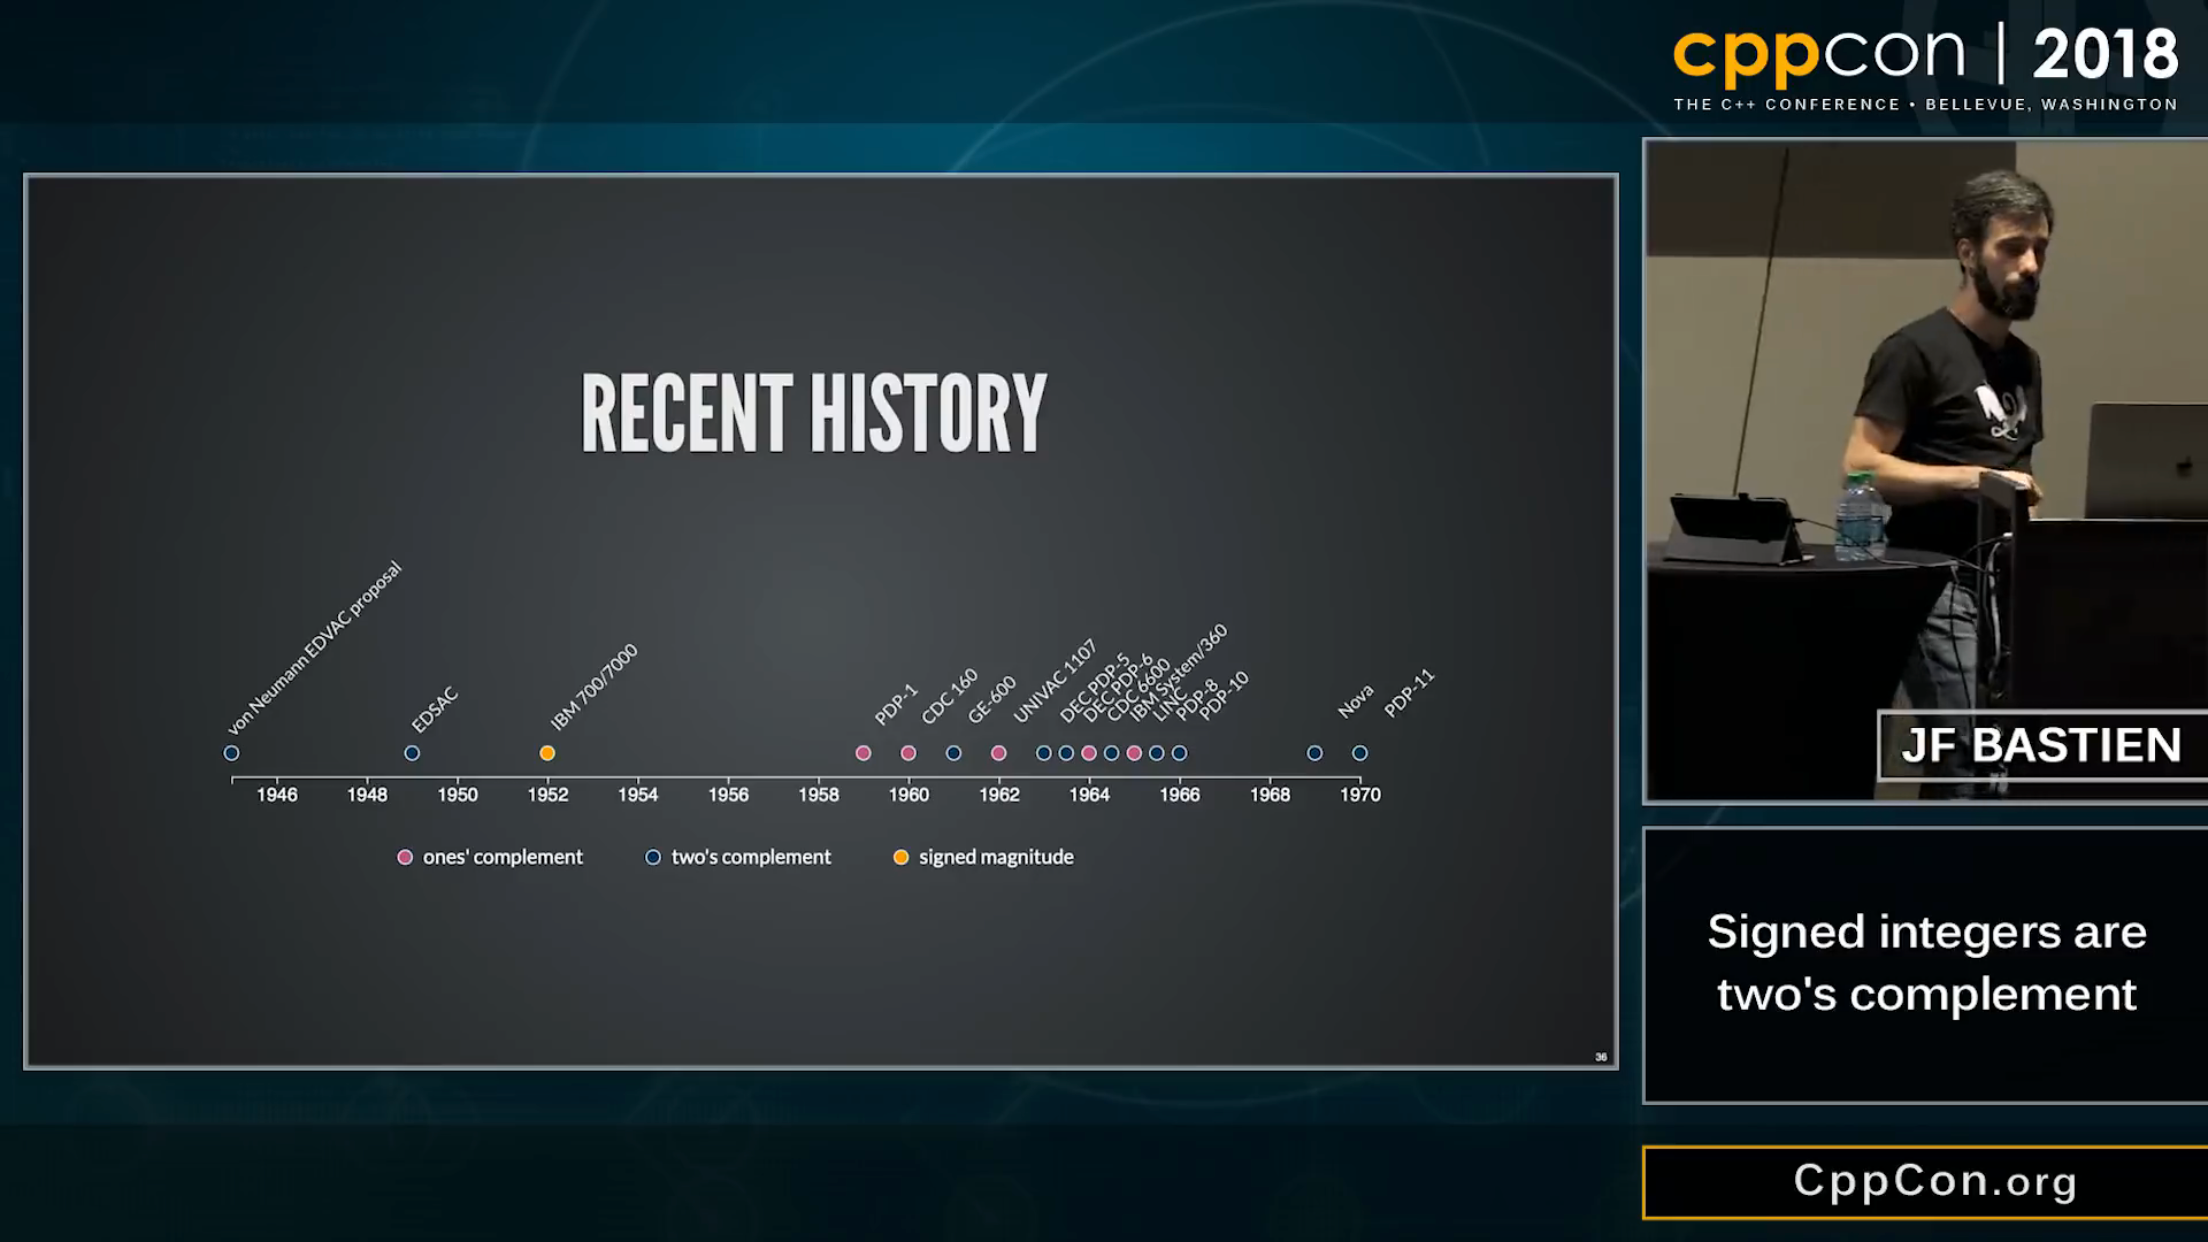 cppcon | 2018
THE C++ CONFERENCE • BELLEVUE, WASHINGTON
RECENT HISTORY
von Neumann EDVAC proposal
EDSAC
IBM 700/7000
PDP-1
CDC 160
GE-600
UNIVAC 1107
DEC PDP-5
DEC PDP-6
CDC 6600
IBM System/360
LINC
PDP-8
PDP-10
Nova
PDP-11
1946 1948 1950 1952 1954 1956 1958 1960 1962 1964 1966 1968 1970
ones' complement two's complement signed magnitude
36
JF BASTIEN
Signed integers are
two's complement
CppCon.org